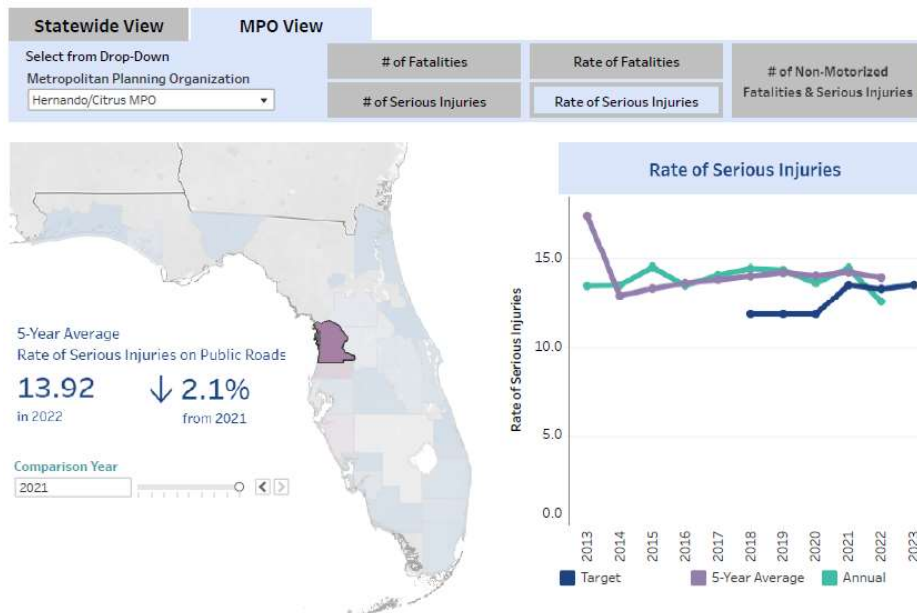 Statewide View
MPO View
Select from Drop-Down
Metropolitan Planning Organization
Hernando/Citrus MPO
# of Fatalities
Rate of Fatalities
# of Serious Injuries
Rate of Serious Injuries
# of Non-Motorized
Fatalities & Serious Injuries
5-Year Average
Rate of Serious Injuries on Public Roads
13.92
in 2022
↓ 2.1%
from 2021
Comparison Year
2021
Rate of Serious Injuries
Rate of Serious Injuries
15.0
10.0
5.0
0.0
2013
2014
2015
2016
2017
2018
2019
2020
2021
2022
2023
Target
5-Year Average
Annual